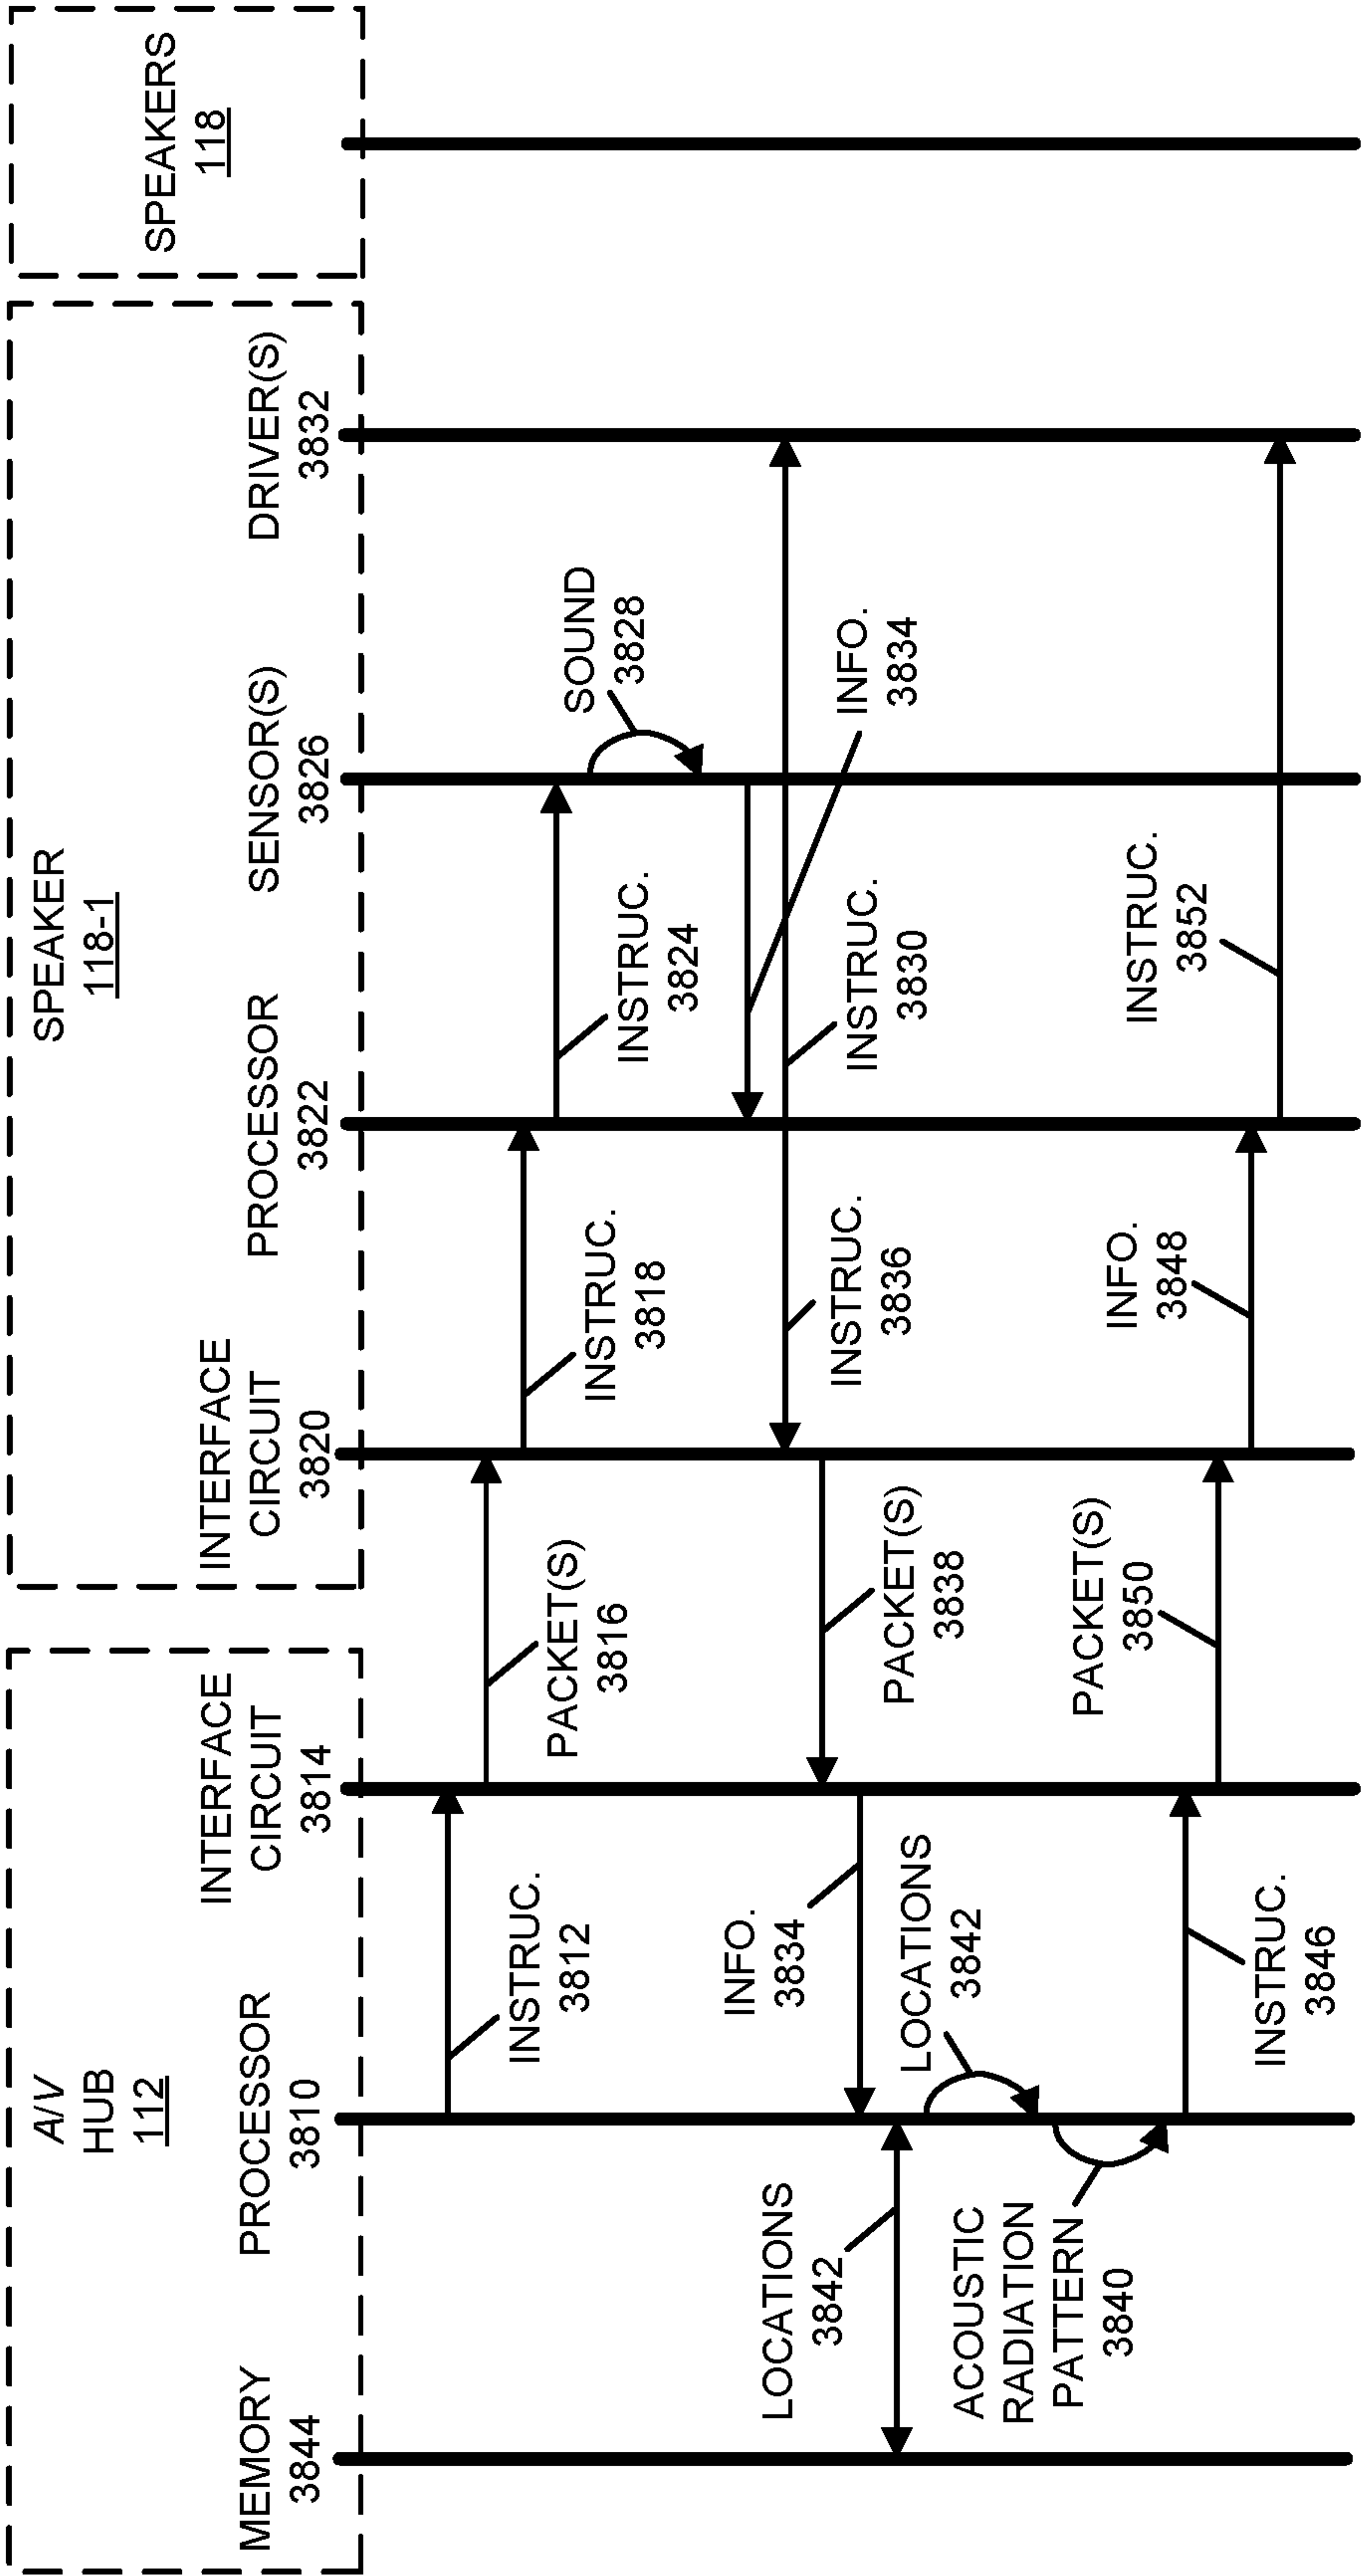 A/V
HUB
112
MEMORY
3844
PROCESSOR
3810
INTERFACE
CIRCUIT
3814
SPEAKER
118-1
INTERFACE
CIRCUIT
3820
PROCESSOR
3822
SENSOR(S)
3826
DRIVER(S)
3832
SPEAKERS
118
INSTRUC.
3812
PACKET(S)
3816
INSTRUC.
3818
INSTRUC.
3824
SOUND
3828
INFO.
3834
INSTRUC.
3830
INSTRUC.
3836
PACKET(S)
3838
INFO.
3834
LOCATIONS
3842
LOCATIONS
3842
ACOUSTIC
RADIATION
PATTERN
3840
INSTRUC.
3846
PACKET(S)
3850
INFO.
3848
INSTRUC.
3852